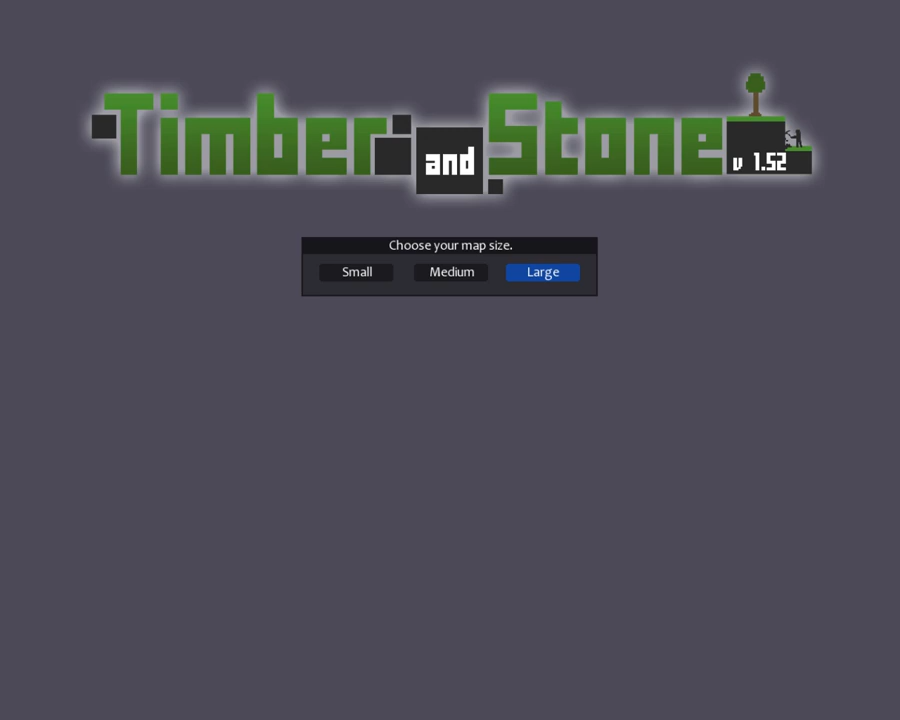 Timber and Stone
v 1.52
Choose your map size.
Small Medium Large